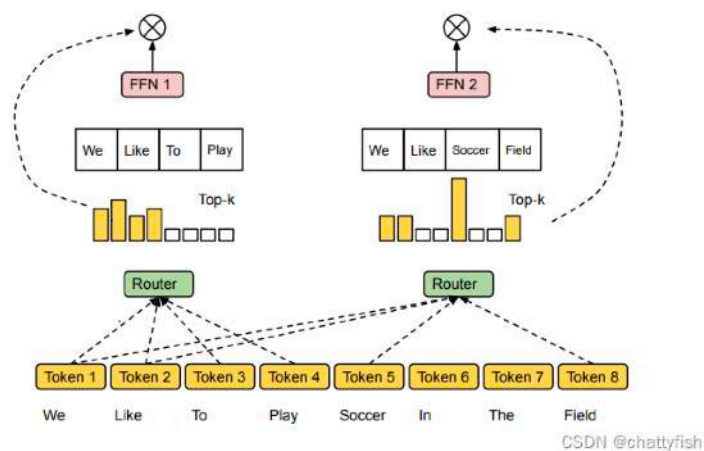 FFN 1 FFN 2
We Like To Play We Like Soccer Field
Top-k Top-k
Router Router
Token 1 Token 2 Token 3 Token 4 Token 5 Token 6 Token 7 Token 8
We Like To Play Soccer In The Field
CSDN @chattyfish